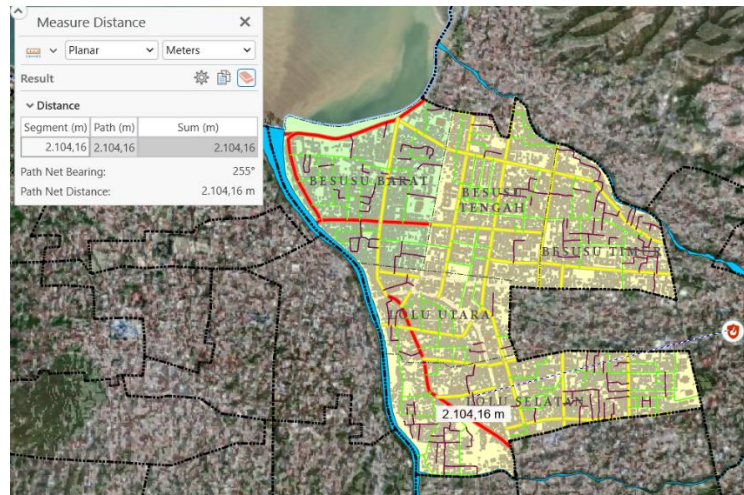 Measure Distance
Planar
Meters
Result
Distance
Segment (m) Path (m) Sum (m)
2.104,16 2.104,16 2.104,16
Path Net Bearing: 255°
Path Net Distance: 2.104,16 m
BESUSU BARAT
BESUSU
TENGAH
BESUSU TIMUR
LOLU UTARA
LOLU SELATAN
2.104,16 m